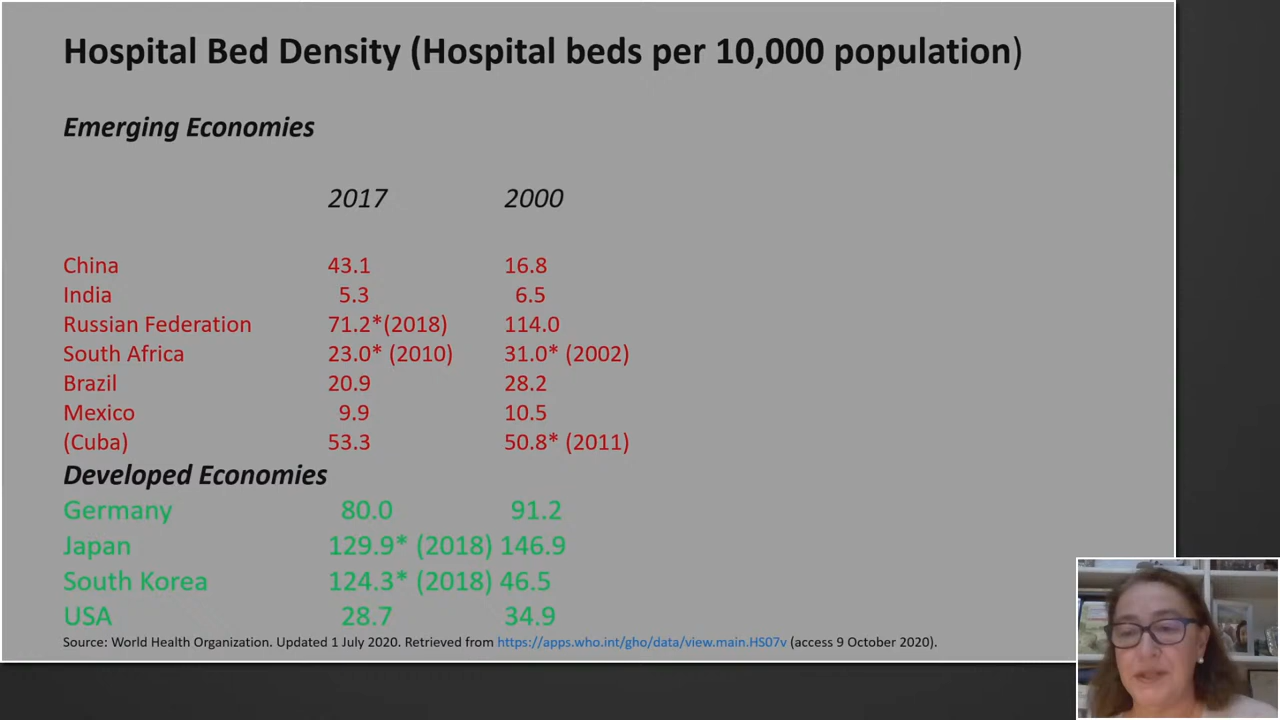 Hospital Bed Density (Hospital beds per 10,000 population)
Emerging Economies
2017 2000
China 43.1 16.8
India 5.3 6.5
Russian Federation 71.2*(2018) 114.0
South Africa 23.0* (2010) 31.0* (2002)
Brazil 20.9 28.2
Mexico 9.9 10.5
(Cuba) 53.3 50.8* (2011)
Developed Economies
Germany 80.0 91.2
Japan 129.9* (2018) 146.9
South Korea 124.3* (2018) 46.5
USA 28.7 34.9
Source: World Health Organization. Updated 1 July 2020. Retrieved from https://apps.who.int/gho/data/view.main.HS07v (access 9 October 2020).